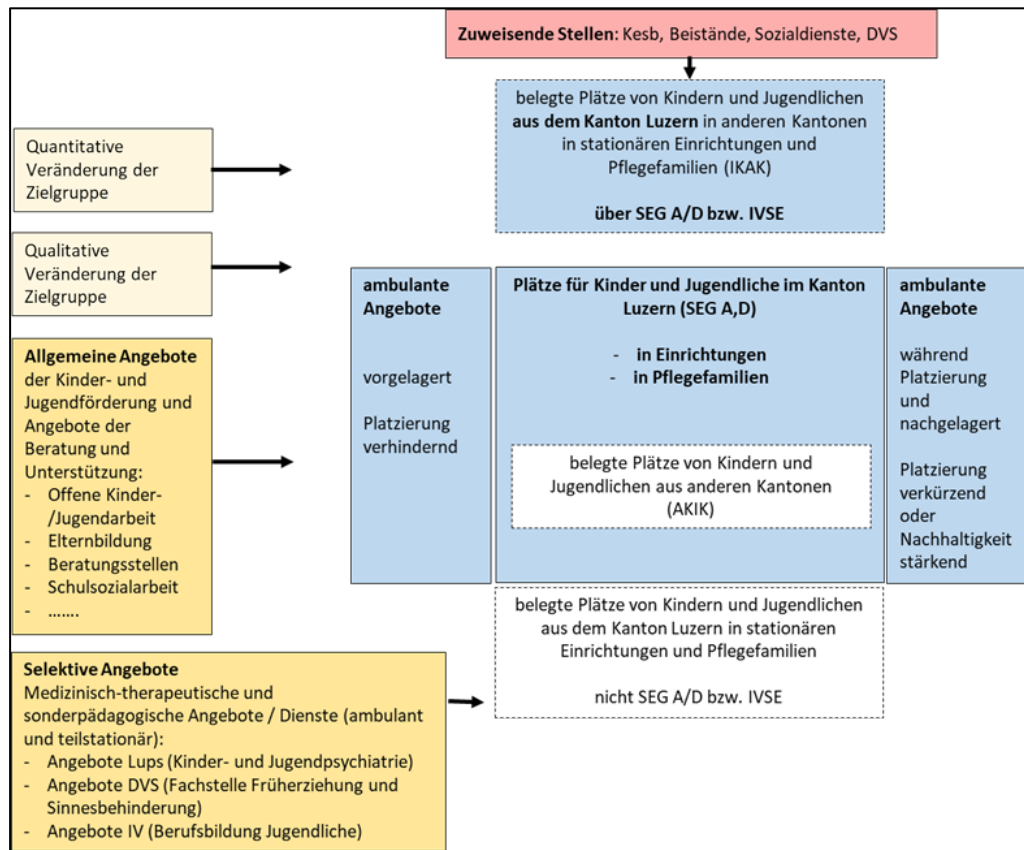 Zuweisende Stellen: Kesb, Beistände, Sozialdienste, DVS
belegte Plätze von Kindern und Jugendlichen
aus dem Kanton Luzern in anderen Kantonen
in stationären Einrichtungen und
Pflegefamilien (IKAK)
über SEG A/D bzw. IVSE
Quantitative
Veränderung der
Zielgruppe
Qualitative
Veränderung der
Zielgruppe
ambulante
Angebote
vorgelagert
Platzierung
verhindernd
Plätze für Kinder und Jugendliche im Kanton
Luzern (SEG A,D)
- in Einrichtungen
- in Pflegefamilien
belegte Plätze von Kindern und
Jugendlichen aus anderen Kantonen
(AKIK)
ambulante
Angebote
während
Platzierung
und
nachgelagert
Platzierung
verkürzend
oder
Nachhaltigkeit
stärkend
Allgemeine Angebote
der Kinder- und
Jugendförderung und
Angebote der
Beratung und
Unterstützung:
- Offene Kinder-
/Jugendarbeit
- Elternbildung
- Beratungsstellen
- Schulsozialarbeit
- …….
belegte Plätze von Kindern und Jugendlichen
aus dem Kanton Luzern in stationären
Einrichtungen und Pflegefamilien
nicht SEG A/D bzw. IVSE
Selektive Angebote
Medizinisch-therapeutische und
sonderpädagogische Angebote / Dienste (ambulant
und teilstationär):
- Angebote Lups (Kinder- und Jugendpsychiatrie)
- Angebote DVS (Fachstelle Früherziehung und
Sinnesbehinderung)
- Angebote IV (Berufsbildung Jugendliche)